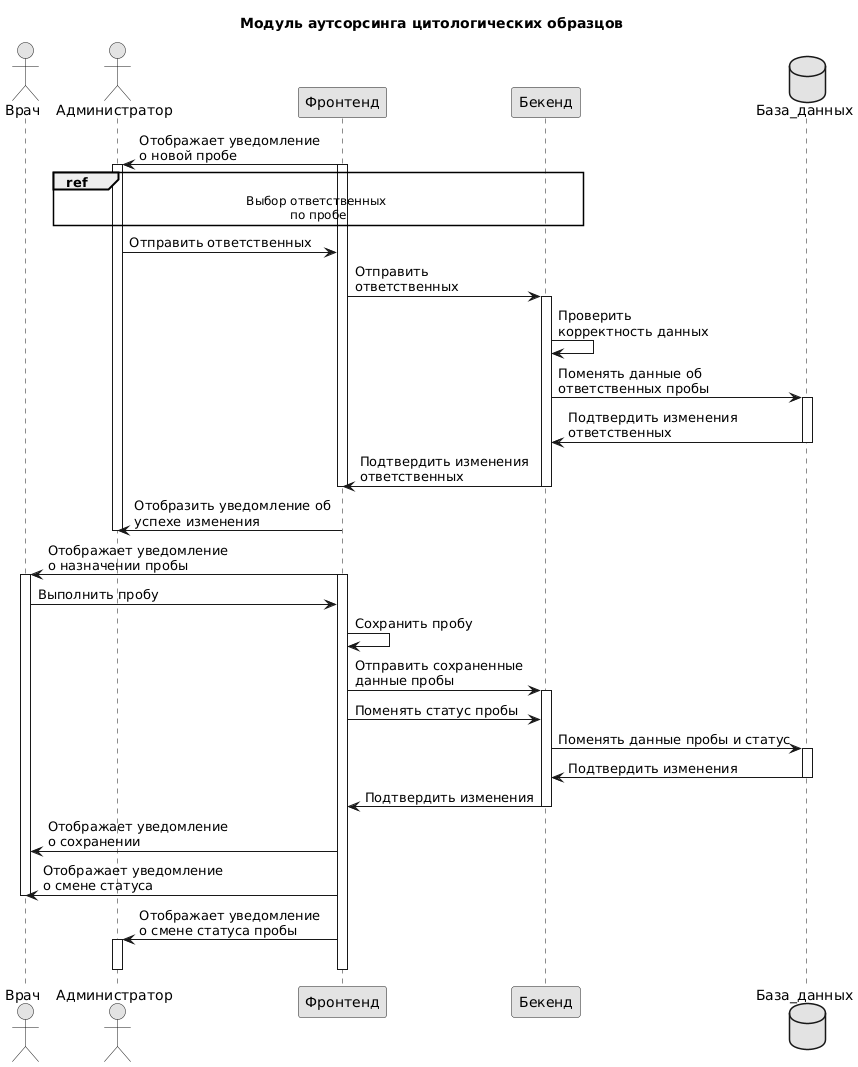 Модуль аутсорсинга цитологических образцов
Врач
Администратор
Фронтенд
Бекенд
База_данных
Отображает уведомление
о новой пробе
ref
Выбор ответственных
по пробе
Отправить ответственных
Отправить
ответственных
Проверить
корректность данных
Поменять данные об
ответственных пробы
Подтвердить изменения
ответственных
Подтвердить изменения
ответственных
Отобразить уведомление об
успехе изменения
Отображает уведомление
о назначении пробы
Выполнить пробу
Сохранить пробу
Отправить сохраненные
данные пробы
Поменять статус пробы
Поменять данные пробы и статус
Подтвердить изменения
Подтвердить изменения
Отображает уведомление
о сохранении
Отображает уведомление
о смене статуса
Отображает уведомление
о смене статуса пробы
Врач
Администратор
Фронтенд
Бекенд
База_данных